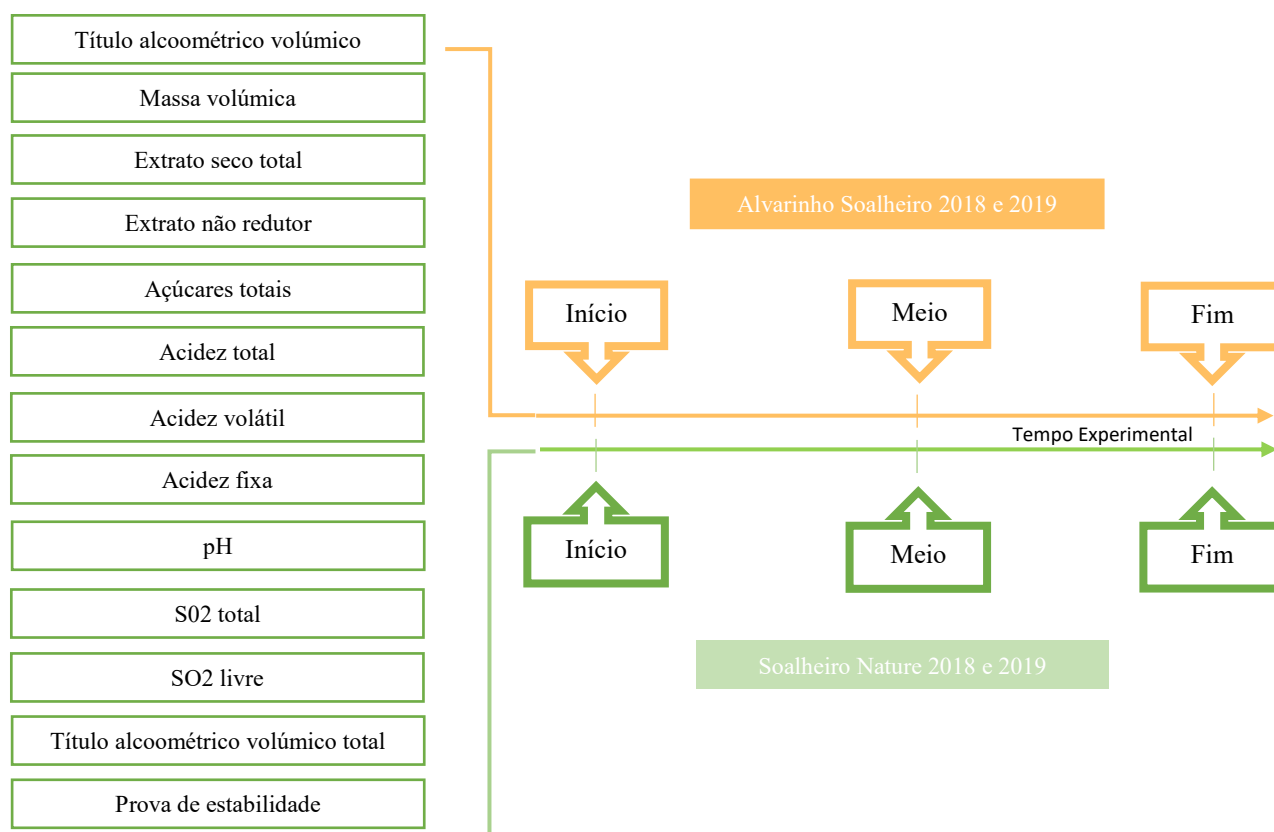 Título alcoométrico volúmico
Massa volúmica
Extrato seco total
Extrato não redutor
Açúcares totais
Acidez total
Acidez volátil
Acidez fixa
pH
S02 total
SO2 livre
Título alcoométrico volúmico total
Prova de estabilidade
Alvarinho Soalheiro 2018 e 2019
Início
Meio
Fim
Tempo Experimental
Início
Meio
Fim
Soalheiro Nature 2018 e 2019